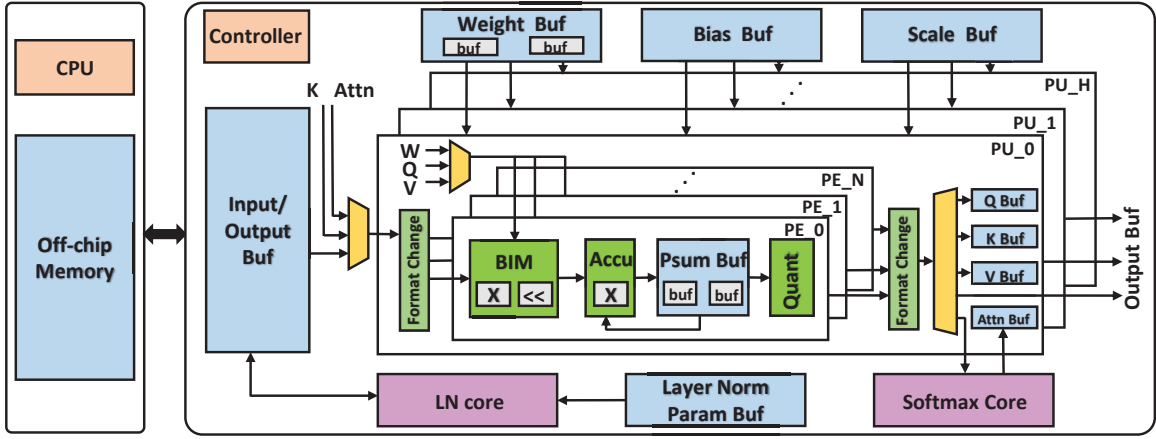 CPU
Off-chip
Memory
Controller
Weight Buf
buf
buf
Bias Buf
Scale Buf
K Attn
Input/
Output
Buf
PU_H
PU_1
PU_0
W
Q
V
PE_N
PE_1
PE_0
Format Change
BIM
X
<<
Accu
X
Psum Buf
buf
buf
Quant
Format Change
Q Buf
K Buf
V Buf
Attn Buf
Output Buf
LN core
Layer Norm
Param Buf
Softmax Core